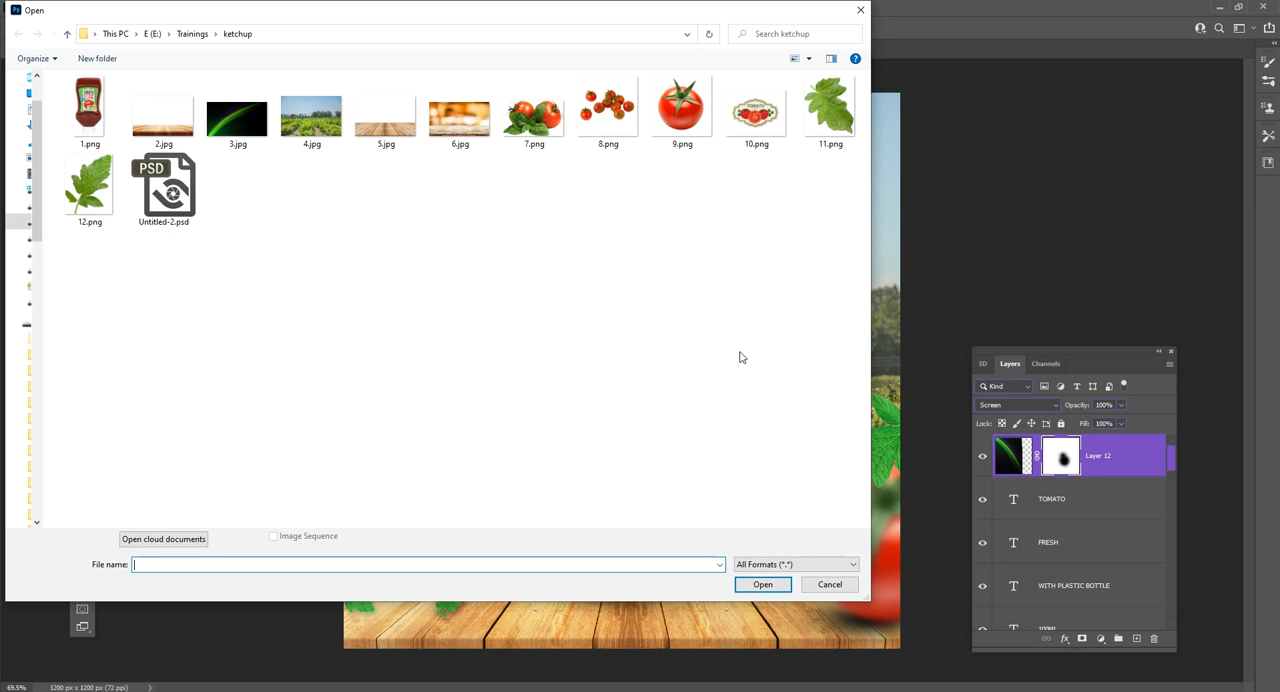 Ps Open
This PC > E (E:) > Trainings > ketchup
Search ketchup
Organize
New folder
?
1.png
2.jpg
3.jpg
4.jpg
5.jpg
6.jpg
7.png
8.png
9.png
10.png
11.png
PSD
12.png
Untitled-2.psd
Open cloud documents
Image Sequence
File name:
All Formats (*.*)
Open
Cancel
3D
Layers
Channels
Kind
T
Screen
Opacity: 100%
Lock:
Fill: 100%
Layer 12
T TOMATO
T FRESH
T WITH PLASTIC BOTTLE
T 100ML
fx
69.5%
1200 px x 1200 px (72 ppi)